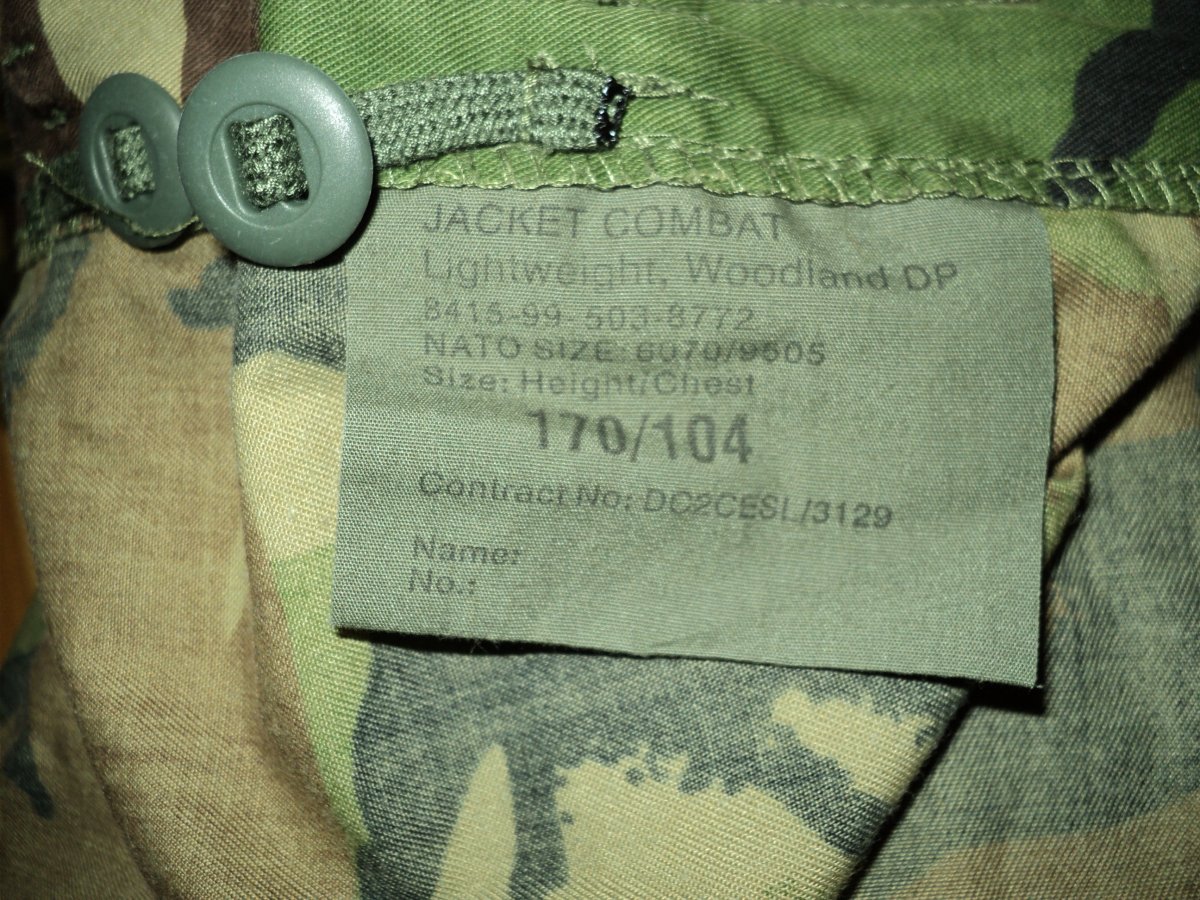 JACKET COMBAT
Lightweight, Woodland DP
8415-99-503-8772
NATO SIZE: 6070/9505
Size: Height/Chest
170/104
Contract No: DC2CESL/3129
Name:
No.: